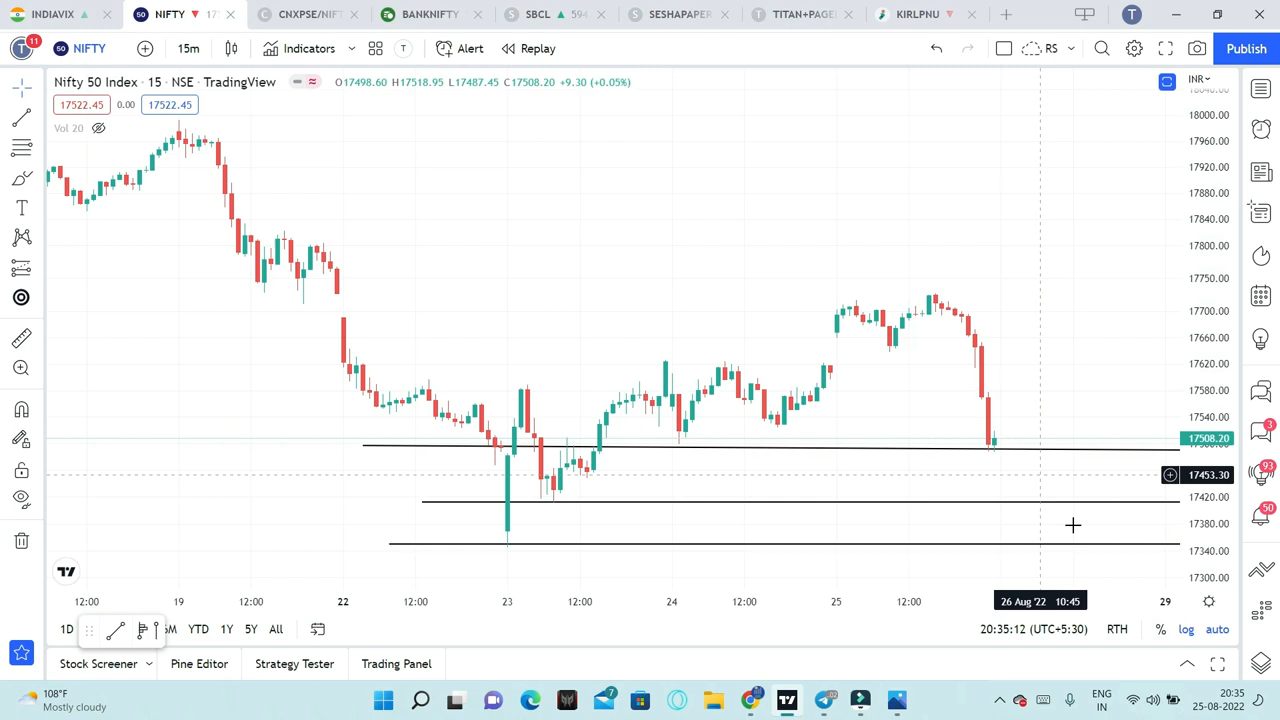 INDIAVIX
NIFTY
CNXPSE/NIFT
BANKNIFTY
SBCL
SESHAPAPER
TITAN+PAGE
KIRLPNU
T
T
11
50
NIFTY
15m
Indicators
T
Alert
Replay
RS
Publish
Nifty 50 Index · 15 · NSE · TradingView
O17498.60 H17518.95 L17487.45 C17508.20 +9.30 (+0.05%)
INR
17522.45
0.00
17522.45
Vol 20
18000.00
17960.00
17920.00
17880.00
17840.00
17800.00
17750.00
17700.00
17660.00
17620.00
17580.00
17540.00
17508.20
17453.30
17420.00
17380.00
17340.00
17300.00
3
93
50
12:00
19
12:00
22
12:00
23
12:00
24
12:00
25
12:00
26 Aug '22 10:45
29
1D
6M
YTD
1Y
5Y
All
20:35:12 (UTC+5:30)
RTH
%
log
auto
Stock Screener
Pine Editor
Strategy Tester
Trading Panel
108°F
Mostly cloudy
7
ENG
IN
20:35
25-08-2022